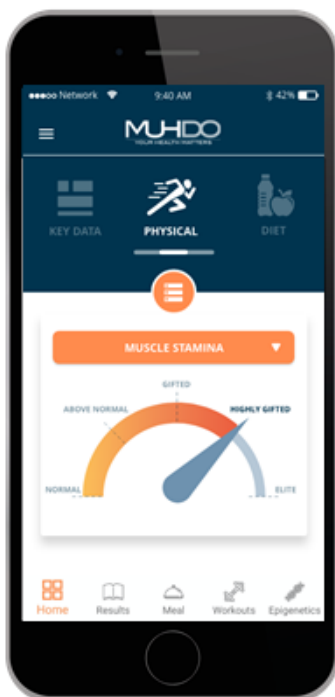 Network 9:40 AM 42%
MUHDO
YOUR HEALTH MATTERS
KEY DATA PHYSICAL DIET
MUSCLE STAMINA
GIFTED
ABOVE NORMAL HIGHLY GIFTED
NORMAL ELITE
Home Results Meal Workouts Epigenetics